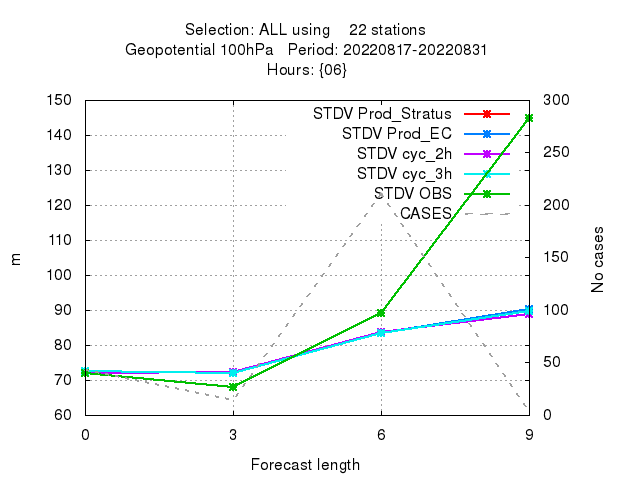 Selection: ALL using    22 stations
Geopotential 100hPa   Period: 20220817-20220831
Hours: {06}
150
140
130
120
110
100
90
80
70
60
m
STDV Prod_Stratus
STDV Prod_EC
STDV cyc_2h
STDV cyc_3h
STDV OBS
CASES
300
250
200
150
100
50
0
No cases
0 3 6 9
Forecast length